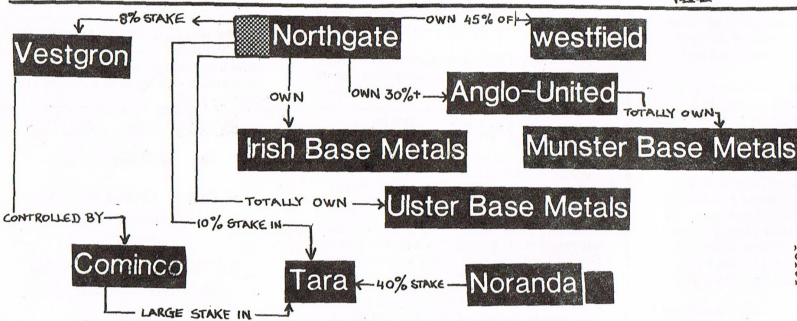 8% STAKE
Northgate
OWN 45% OF
westfield
Vestgron
OWN
OWN 30%+
Anglo-United
TOTALLY OWN
Irish Base Metals
Munster Base Metals
TOTALLY OWN
Ulster Base Metals
CONTROLLED BY
10% STAKE IN
Cominco
Tara
40% STAKE
Noranda
LARGE STAKE IN